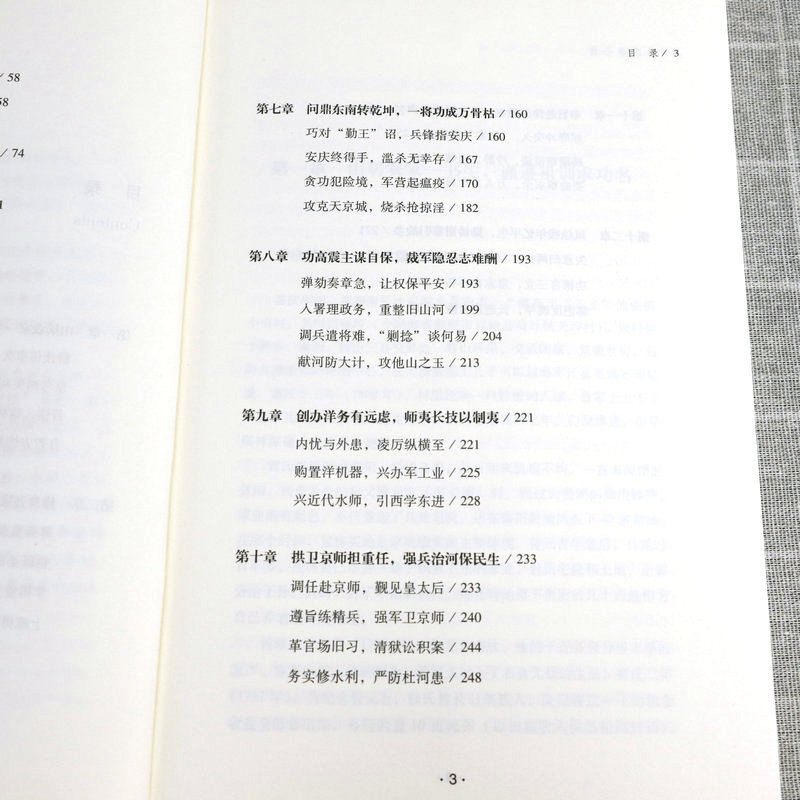 / 58
58
/ 74
目 录 / 3
第七章 问鼎东南转乾坤，一将功成万骨枯 / 160
巧对“勤王”诏，兵锋指安庆 / 160
安庆终得手，滥杀无幸存 / 167
贪功犯险境，军营起瘟疫 / 170
攻克天京城，烧杀抢掠淫 / 182
第八章 功高震主谋自保，裁军隐忍志难酬 / 193
弹劾奏章急，让权保平安 / 193
入署理政务，重整旧山河 / 199
调兵遣将难，“剿捻”谈何易 / 204
献河防大计，攻他山之玉 / 213
第九章 创办洋务有远虑，师夷长技以制夷 / 221
内忧与外患，凌厉纵横至 / 221
购置洋机器，兴办军工业 / 225
兴近代水师，引西学东进 / 228
第十章 拱卫京师担重任，强兵治河保民生 / 233
调任赴京师，觐见皇太后 / 233
遵旨练精兵，强军卫京师 / 240
革官场旧习，清狱讼积案 / 244
务实修水利，严防杜河患 / 248
· 3 ·